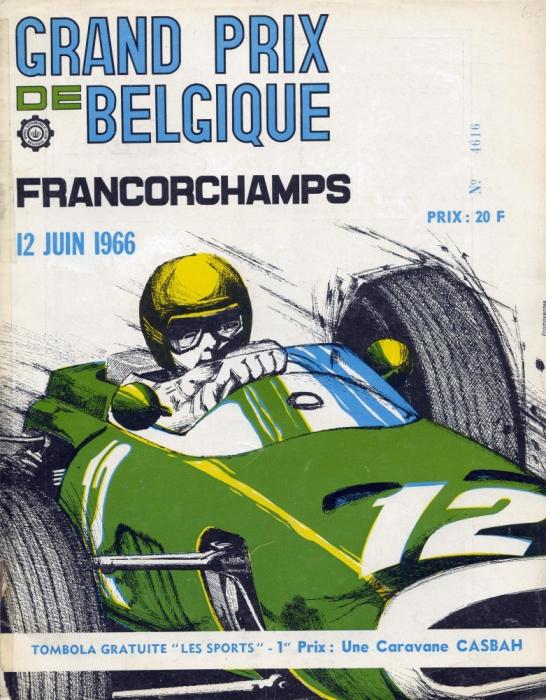 GRAND PRIX
DE BELGIQUE
FRANCORCHAMPS
Nº 4616
PRIX : 20 F
12 JUIN 1966
12
TOMBOLA GRATUITE "LES SPORTS" - 1er Prix : Une Caravane CASBAH